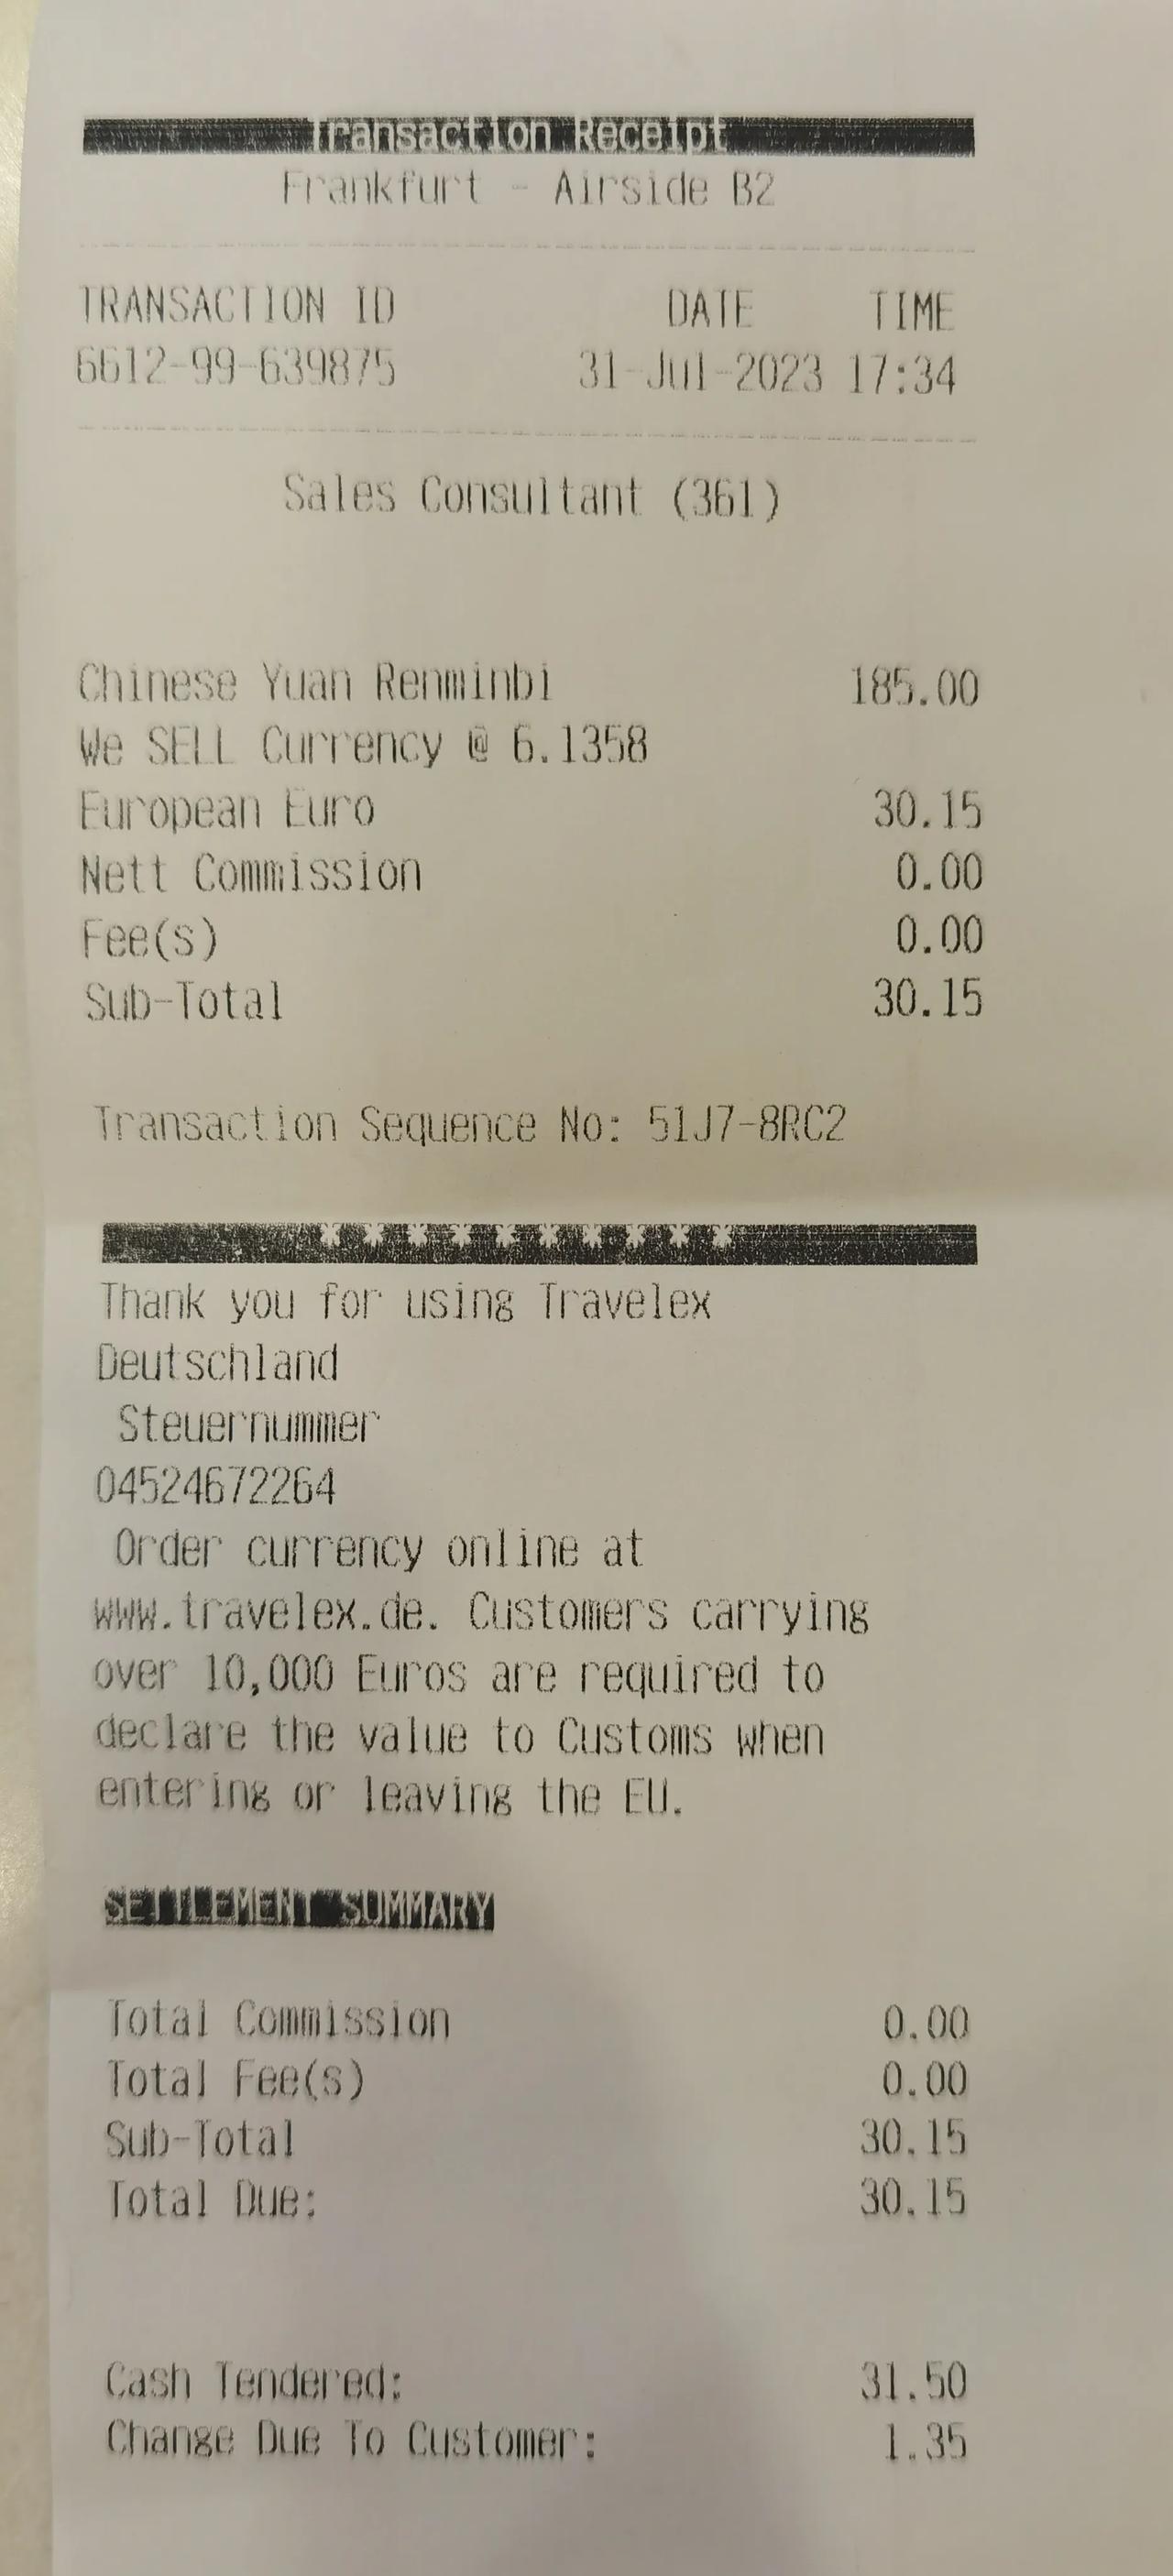 Transaction Receipt
Frankfurt - Airside B2
TRANSACTION ID DATE TIME
6612-99-639875 31-Jul-2023 17:34
Sales Consultant (361)
Chinese Yuan Renminbi 185.00
We SELL Currency @ 6.1358
European Euro 30.15
Nett Commission 0.00
Fee(s) 0.00
Sub-Total 30.15
Transaction Sequence No: 51J7-8RC2
* * * * * * * * * *
Thank you for using Travelex
Deutschland
Steuernummer
04524672264
Order currency online at
www.travelex.de. Customers carrying
over 10,000 Euros are required to
declare the value to Customs when
entering or leaving the EU.
SETTLEMENT SUMMARY
Total Commission 0.00
Total Fee(s) 0.00
Sub-Total 30.15
Total Due: 30.15
Cash Tendered: 31.50
Change Due To Customer: 1.35